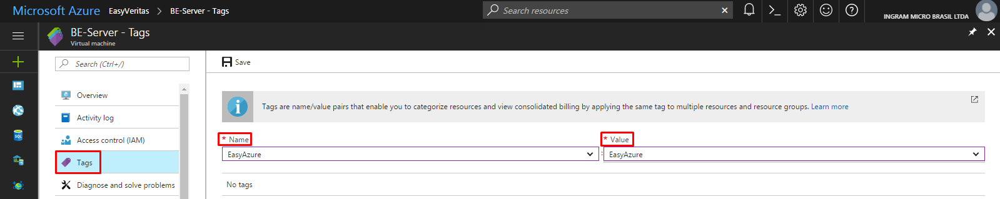 Microsoft Azure EasyVeritas > BE-Server - Tags
Search resources
INGRAM MICRO BRASIL LTDA
BE-Server - Tags
Virtual machine
Search (Ctrl+/)
Overview
Activity log
Access control (IAM)
Tags
Diagnose and solve problems
SQL
Save
Tags are name/value pairs that enable you to categorize resources and view consolidated billing by applying the same tag to multiple resources and resource groups. Learn more
* Name
* Value
EasyAzure : EasyAzure
No tags